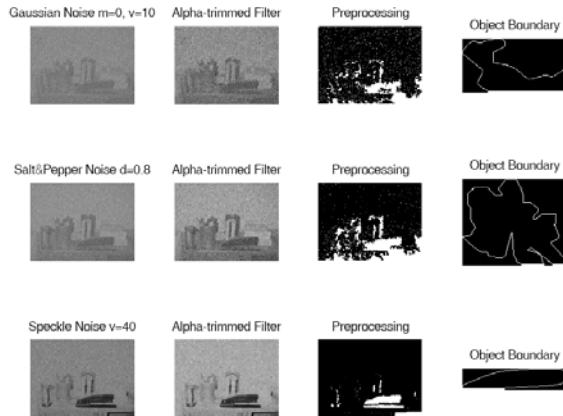 Gaussian Noise m=0, v=10
Alpha-trimmed Filter
Preprocessing
Object Boundary
Salt&Pepper Noise d=0.8
Alpha-trimmed Filter
Preprocessing
Object Boundary
Speckle Noise v=40
Alpha-trimmed Filter
Preprocessing
Object Boundary